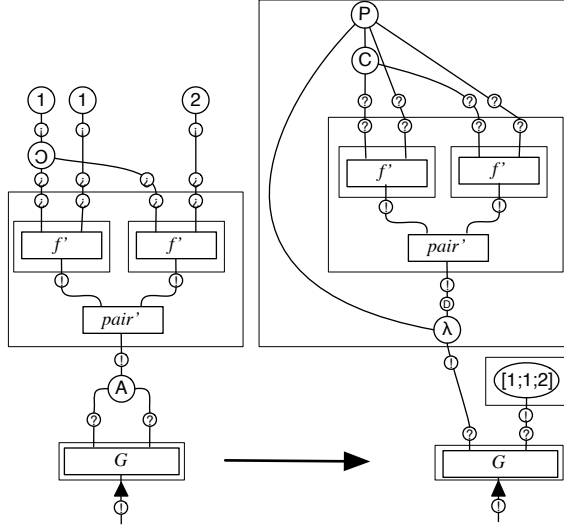 1 1 2
¿ ¿ ¿
Ɔ
¿ ¿ ¿ ¿
¿ ¿ ¿ ¿
f’ f’
! !
pair’
!
A
? ?
G
!
P
C
? ? ? ?
? ? ? ?
f’ f’
! !
pair’
!
D
λ
!
[1;1;2]
!
? ?
G
!